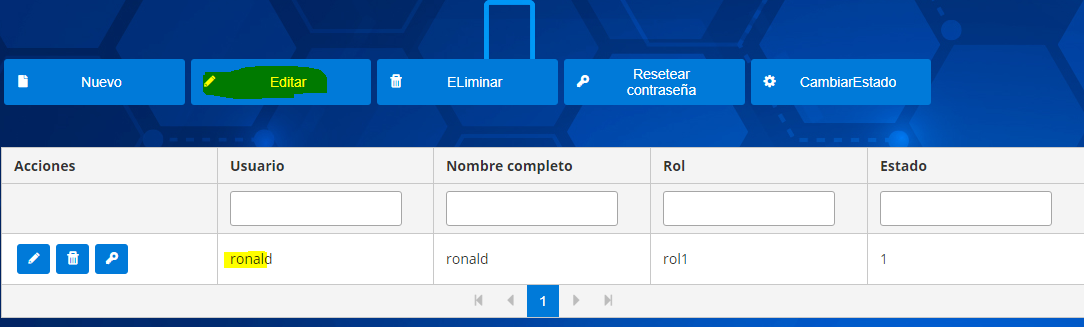 Nuevo
Editar
ELiminar
Resetear
contraseña
CambiarEstado
Acciones Usuario Nombre completo Rol Estado
ronald ronald rol1 1
1